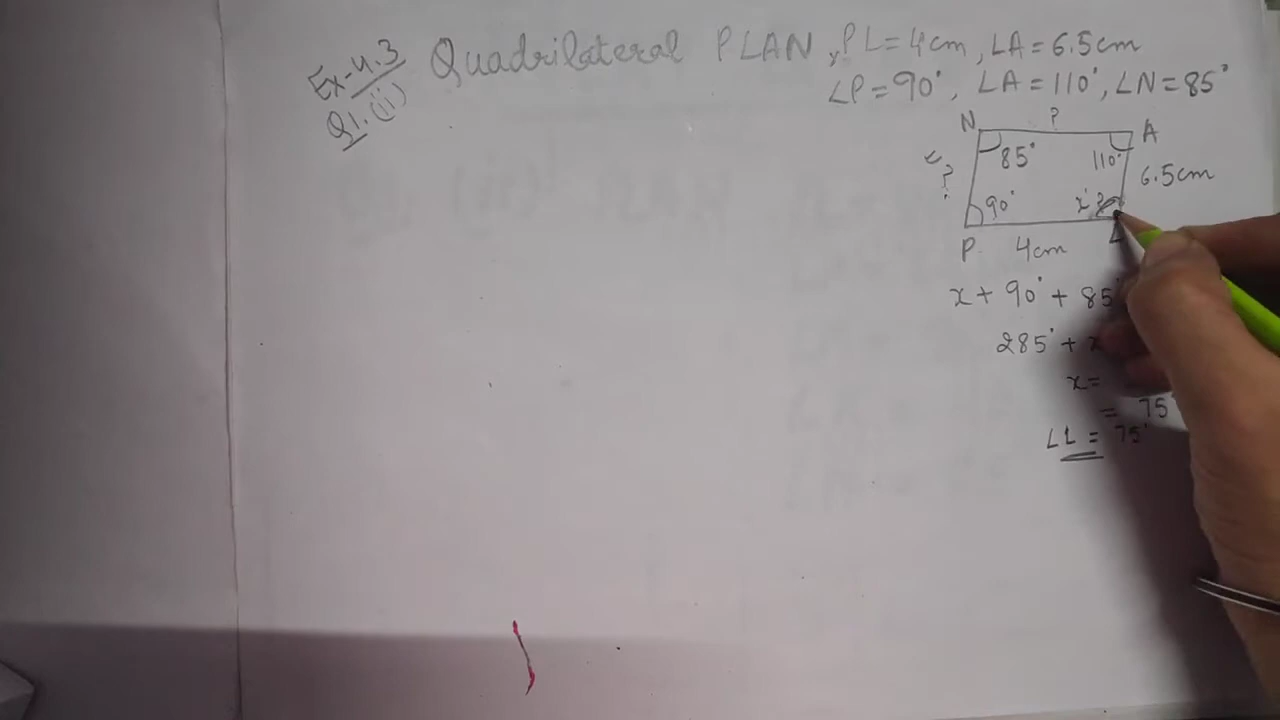 Ex-4.3
Q1.(ii)
Quadrilateral PLAN, PL=4cm, LA=6.5cm
∠P=90°, ∠A=110°, ∠N=85°
N ? A
85° 110°
? 6.5cm
90° x ?
P 4cm L
x + 90° + 85°
285° + x
x=
= 75°
∠L = 75°